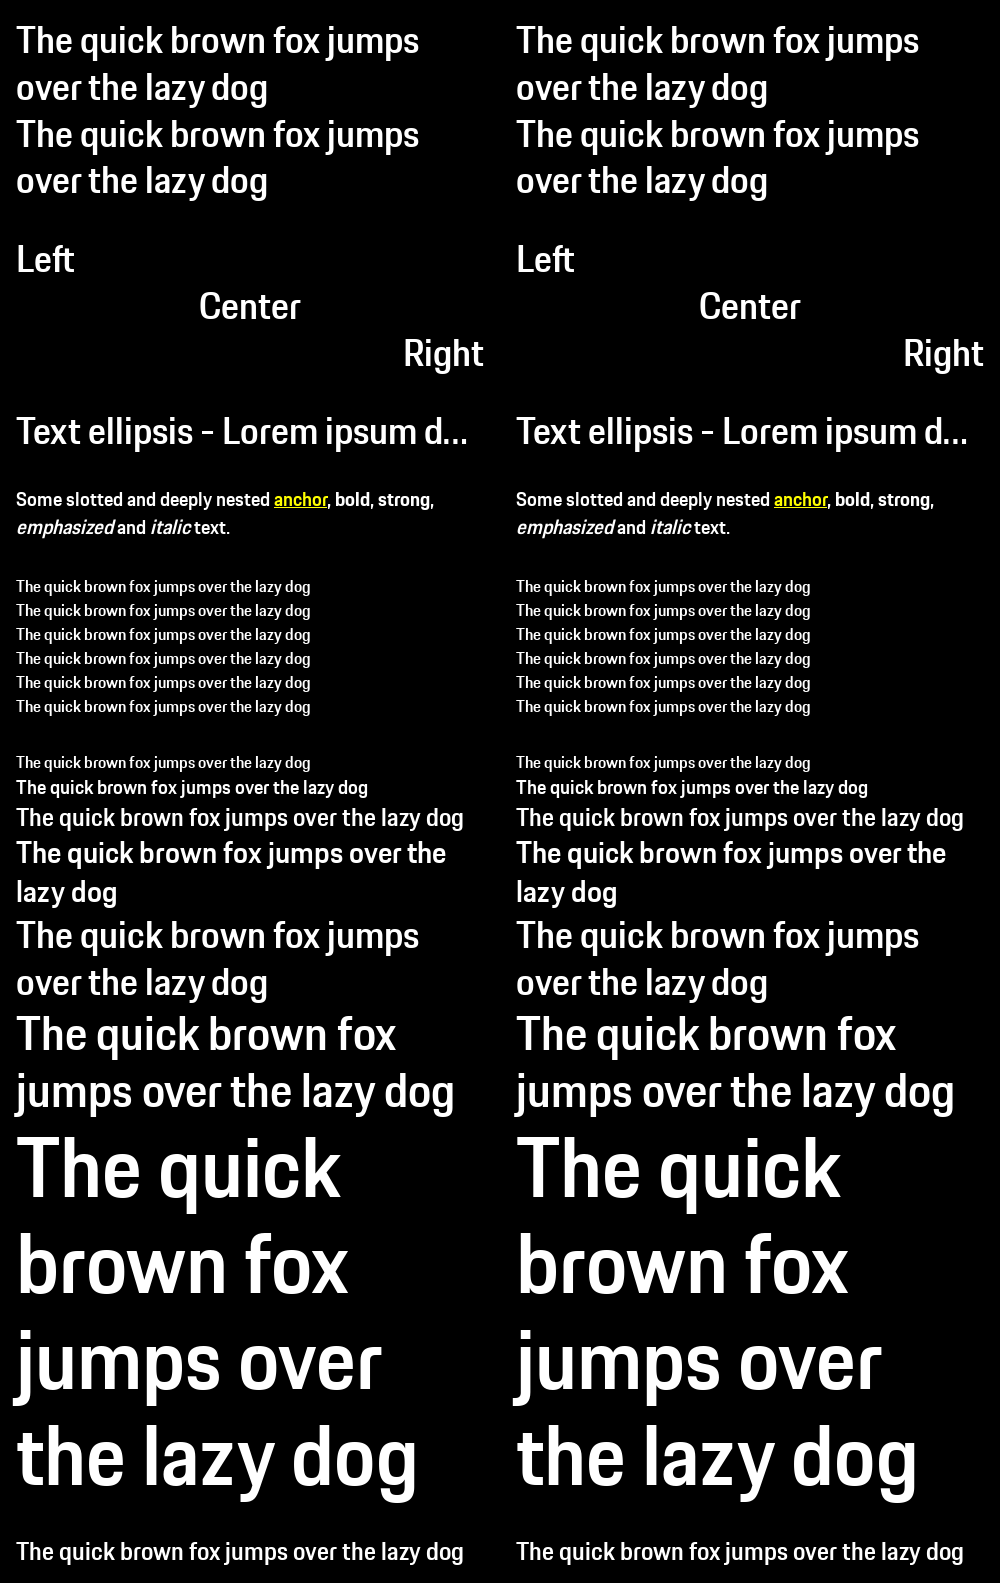 The quick brown fox jumps
over the lazy dog
The quick brown fox jumps
over the lazy dog
Left
Center
Right
Text ellipsis - Lorem ipsum d...
Some slotted and deeply nested anchor, bold, strong,
emphasized and italic text.
The quick brown fox jumps over the lazy dog
The quick brown fox jumps over the lazy dog
The quick brown fox jumps over the lazy dog
The quick brown fox jumps over the lazy dog
The quick brown fox jumps over the lazy dog
The quick brown fox jumps over the lazy dog
The quick brown fox jumps over the lazy dog
The quick brown fox jumps over the lazy dog
The quick brown fox jumps over the lazy dog
The quick brown fox jumps over the
lazy dog
The quick brown fox jumps
over the lazy dog
The quick brown fox
jumps over the lazy dog
The quick
brown fox
jumps over
the lazy dog
The quick brown fox jumps over the lazy dog
The quick brown fox jumps
over the lazy dog
The quick brown fox jumps
over the lazy dog
Left
Center
Right
Text ellipsis - Lorem ipsum d...
Some slotted and deeply nested anchor, bold, strong,
emphasized and italic text.
The quick brown fox jumps over the lazy dog
The quick brown fox jumps over the lazy dog
The quick brown fox jumps over the lazy dog
The quick brown fox jumps over the lazy dog
The quick brown fox jumps over the lazy dog
The quick brown fox jumps over the lazy dog
The quick brown fox jumps over the lazy dog
The quick brown fox jumps over the lazy dog
The quick brown fox jumps over the lazy dog
The quick brown fox jumps over the
lazy dog
The quick brown fox jumps
over the lazy dog
The quick brown fox
jumps over the lazy dog
The quick
brown fox
jumps over
the lazy dog
The quick brown fox jumps over the lazy dog